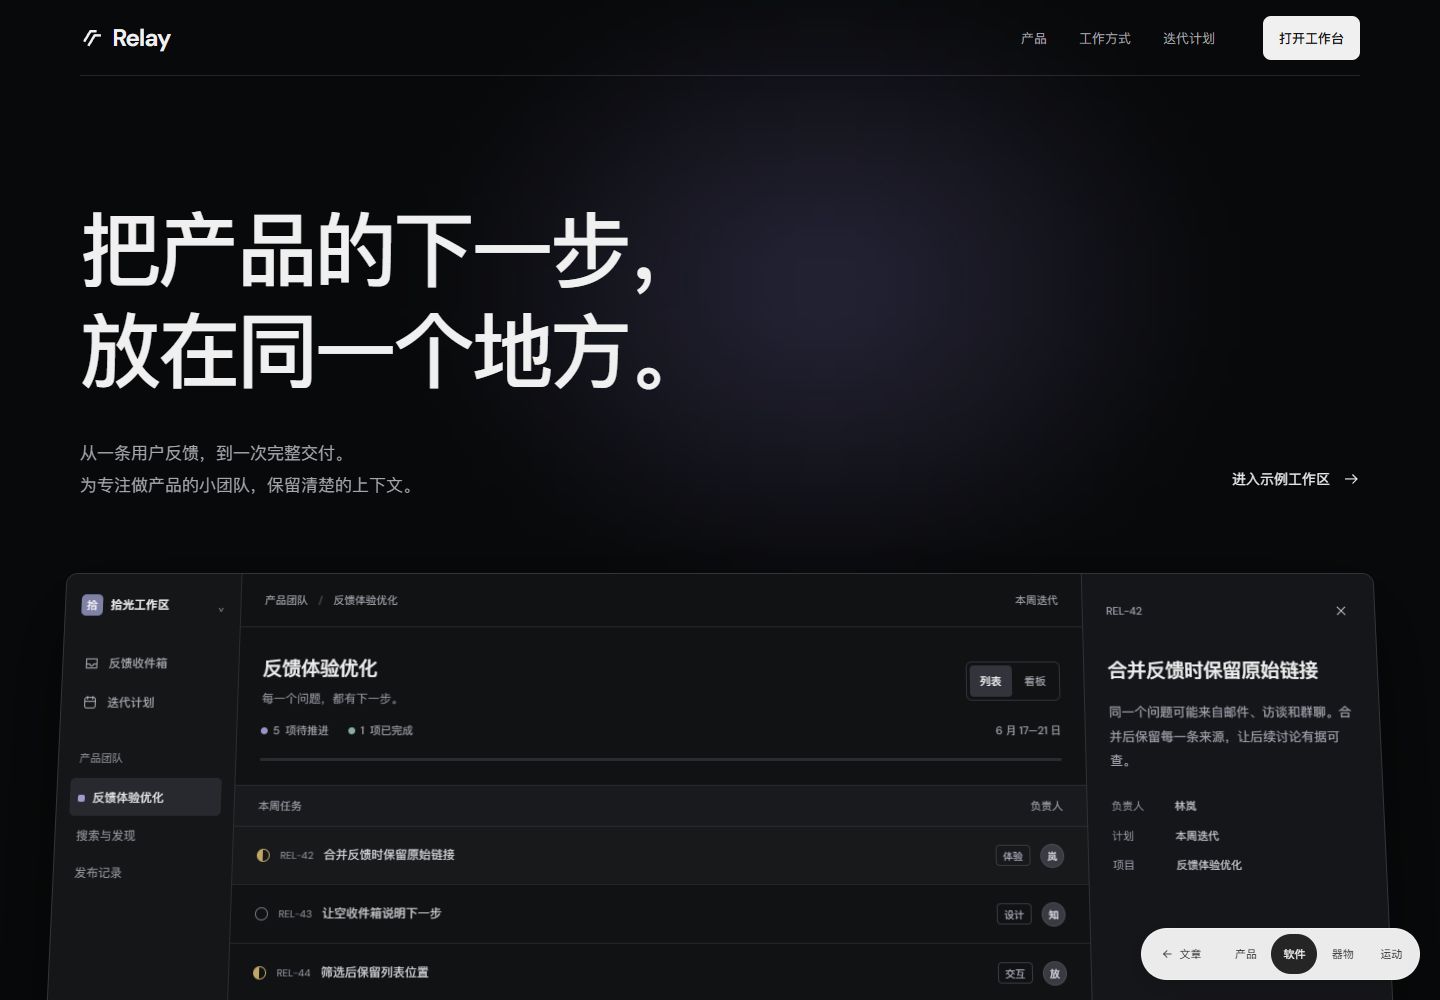 Relay
产品
工作方式
迭代计划
打开工作台
把产品的下一步，
放在同一个地方。
从一条用户反馈，到一次完整交付。
为专注做产品的小团队，保留清楚的上下文。
进入示例工作区 →
拾 拾光工作区
反馈收件箱
迭代计划
产品团队
反馈体验优化
搜索与发现
发布记录
产品团队 / 反馈体验优化
本周迭代
反馈体验优化
每一个问题，都有下一步。
列表 看板
5 项待推进 1 项已完成
6 月 17—21 日
本周任务 负责人
REL-42 合并反馈时保留原始链接 体验 岚
REL-43 让空收件箱说明下一步 设计 知
REL-44 筛选后保留列表位置 交互 放
REL-42
合并反馈时保留原始链接
同一个问题可能来自邮件、访谈和群聊。合
并后保留每一条来源，让后续讨论有据可
查。
负责人 林岚
计划 本周迭代
项目 反馈体验优化
← 文章 产品 软件 器物 运动